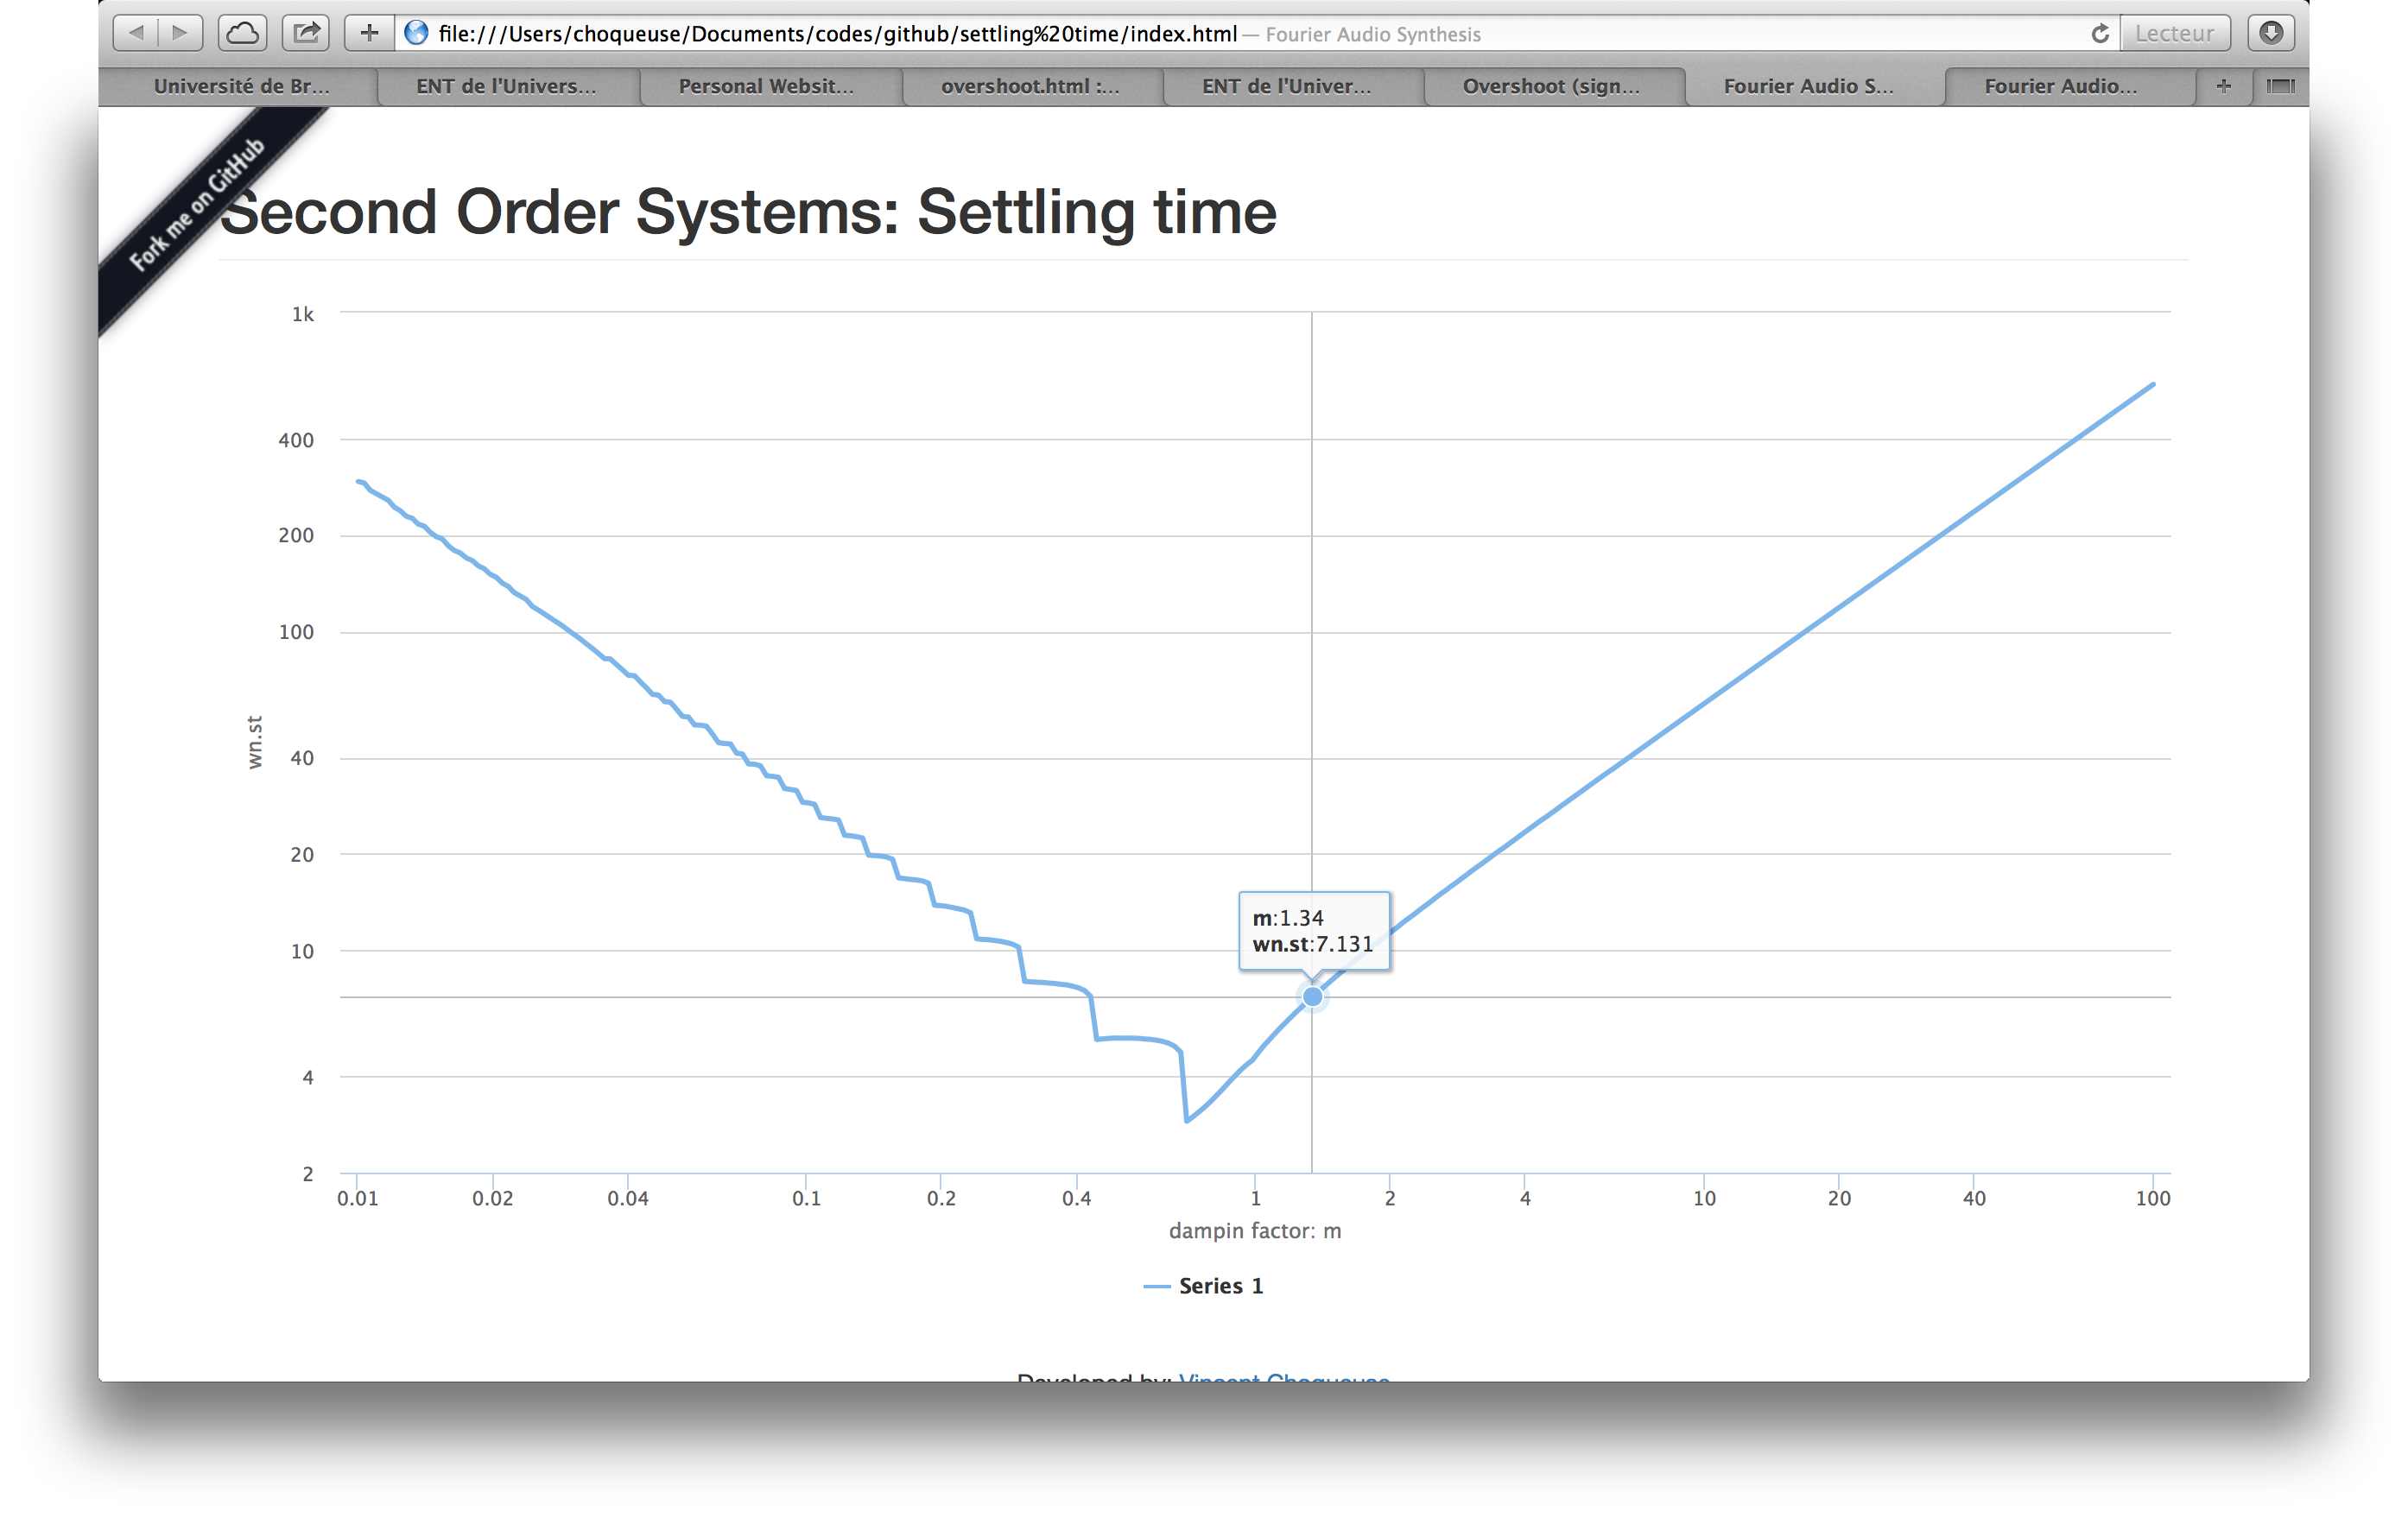 file:///Users/choqueuse/Documents/codes/github/settling%20time/index.html — Fourier Audio Synthesis
Lecteur
Université de Br... ENT de l'Univers... Personal Websit... overshoot.html :... ENT de l'Univer... Overshoot (sign... Fourier Audio S... Fourier Audio...
Fork me on GitHub
Second Order Systems: Settling time
1k
400
200
100
40
20
10
4
2
wn.st
m:1.34
wn.st:7.131
0.01 0.02 0.04 0.1 0.2 0.4 1 2 4 10 20 40 100
dampin factor: m
Series 1
Developed by: Vincent Choqueuse